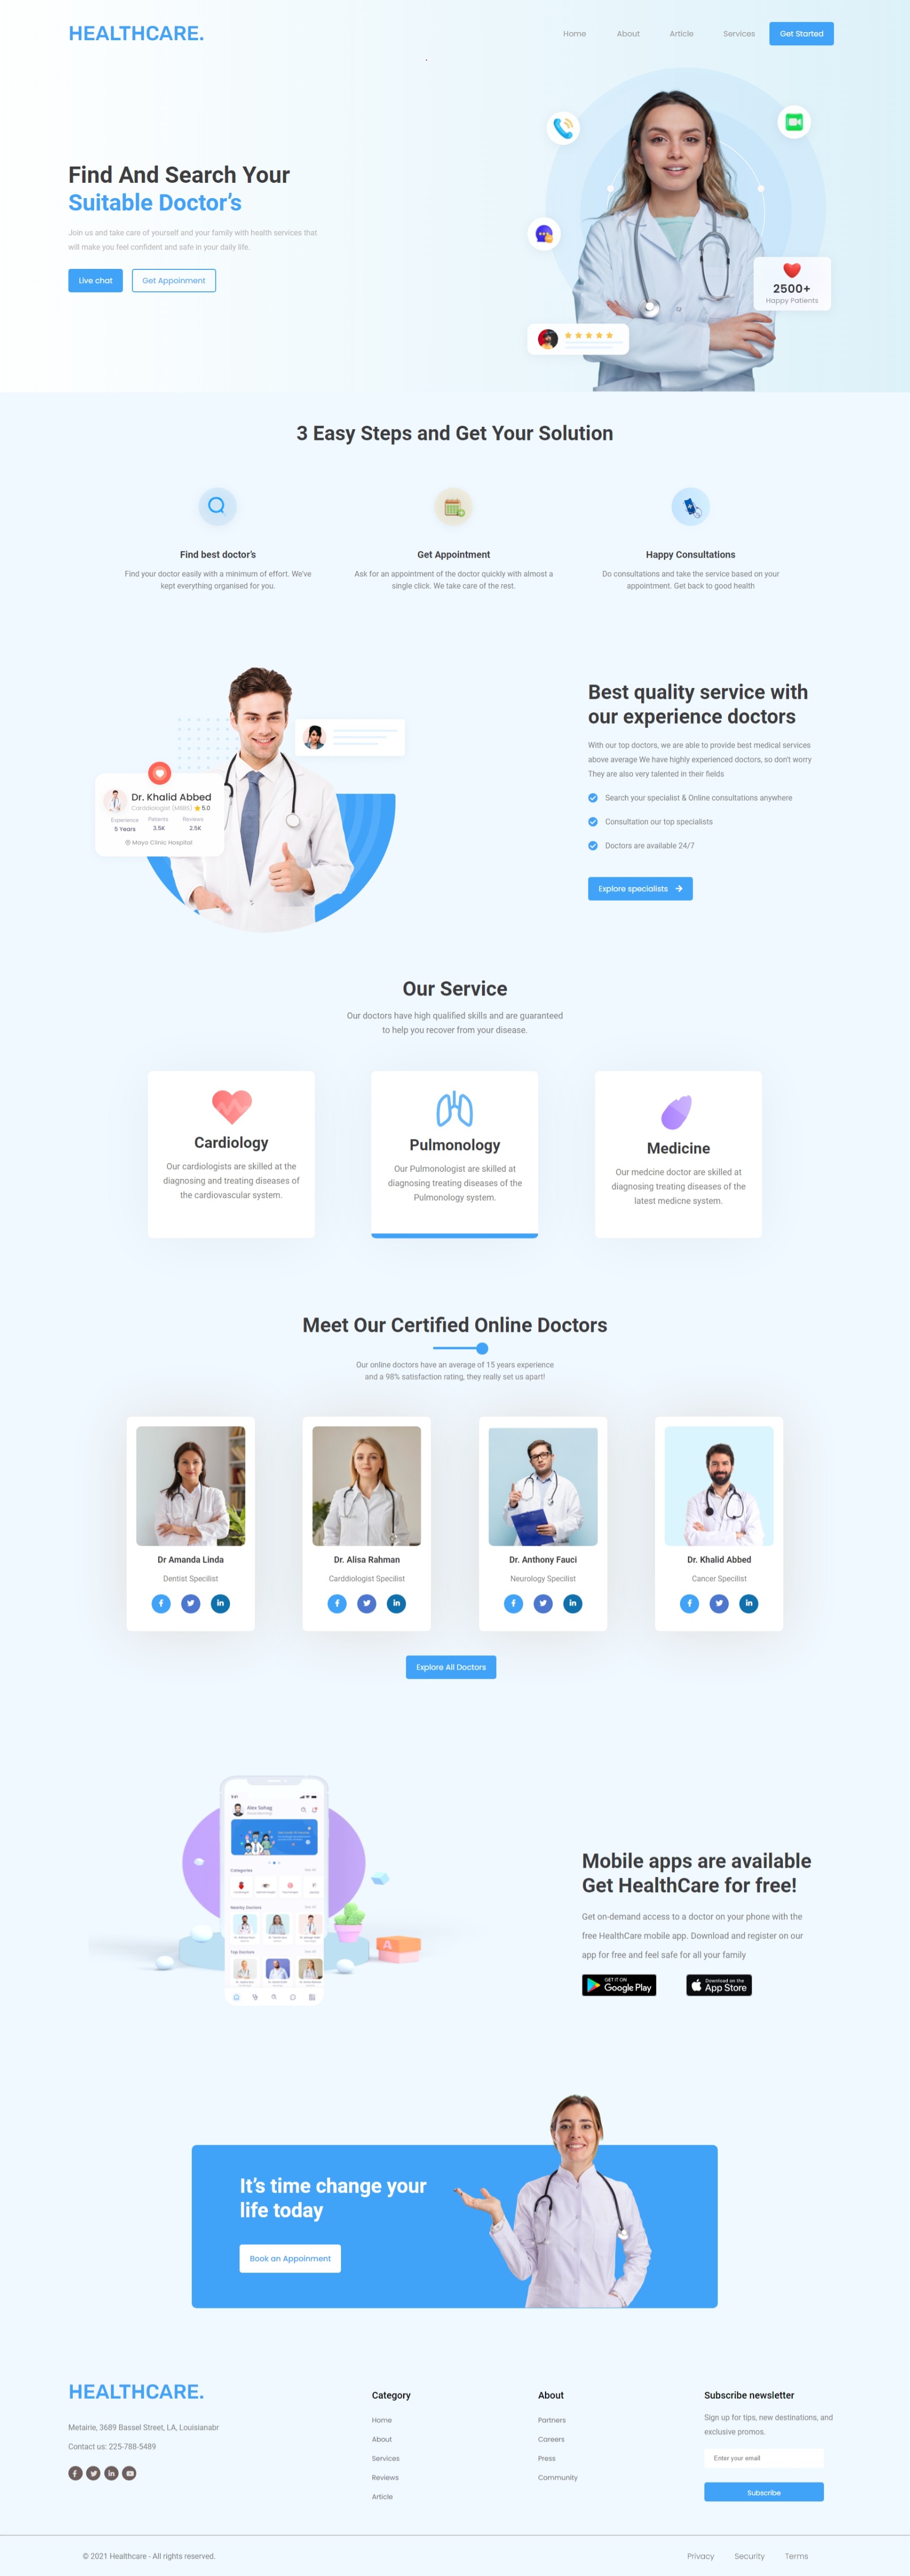 HEALTHCARE.
Home About Article Services Get Started
Find And Search Your
Suitable Doctor's
Join us and take care of yourself and your family with health services that
will make you feel confident and safe in your daily life.
Live chat Get Appoinment
2500+
Happy Patients
3 Easy Steps and Get Your Solution
Find best doctor's
Find your doctor easily with a minimum of effort. We've
kept everything organised for you.
Get Appointment
Ask for an appointment of the doctor quickly with almost a
single click. We take care of the rest.
Happy Consultations
Do consultations and take the service based on your
appointment. Get back to good health
Dr. Khalid Abbed
Carddiologist (MBBS) 5.0
Experience Patients Reviews
5 Years 3.5K 2.5K
Mayo Clinic Hospital
Best quality service with
our experience doctors
With our top doctors, we are able to provide best medical services
above average We have highly experienced doctors, so don't worry
They are also very talented in their fields
Search your specialist & Online consultations anywhere
Consultation our top specialists
Doctors are available 24/7
Explore specialists
Our Service
Our doctors have high qualified skills and are guaranteed
to help you recover from your disease.
Cardiology
Our cardiologists are skilled at the
diagnosing and treating diseases of
the cardiovascular system.
Pulmonology
Our Pulmonologist are skilled at
diagnosing treating diseases of the
Pulmonology system.
Medicine
Our medcine doctor are skilled at
diagnosing treating diseases of the
latest medicne system.
Meet Our Certified Online Doctors
Our online doctors have an average of 15 years experience
and a 98% satisfaction rating, they really set us apart!
Dr Amanda Linda
Dentist Specilist
Dr. Alisa Rahman
Carddiologist Specilist
Dr. Anthony Fauci
Neurology Specilist
Dr. Khalid Abbed
Cancer Specilist
Explore All Doctors
9:41
Alex Sohag
Categories See All
Nearby Doctors See All
Top Doctors See All
Mobile apps are available
Get HealthCare for free!
Get on-demand access to a doctor on your phone with the
free HealthCare mobile app. Download and register on our
app for free and feel safe for all your family
GET IT ON
Google Play
Download on the
App Store
It's time change your
life today
Book an Appoinment
HEALTHCARE.
Metairie, 3689 Bassel Street, LA, Louisianabr
Contact us: 225-788-5489
Category
Home
About
Services
Reviews
Article
About
Partners
Careers
Press
Community
Subscribe newsletter
Sign up for tips, new destinations, and
exclusive promos.
Enter your email
Subscribe
© 2021 Healthcare - All rights reserved.
Privacy Security Terms